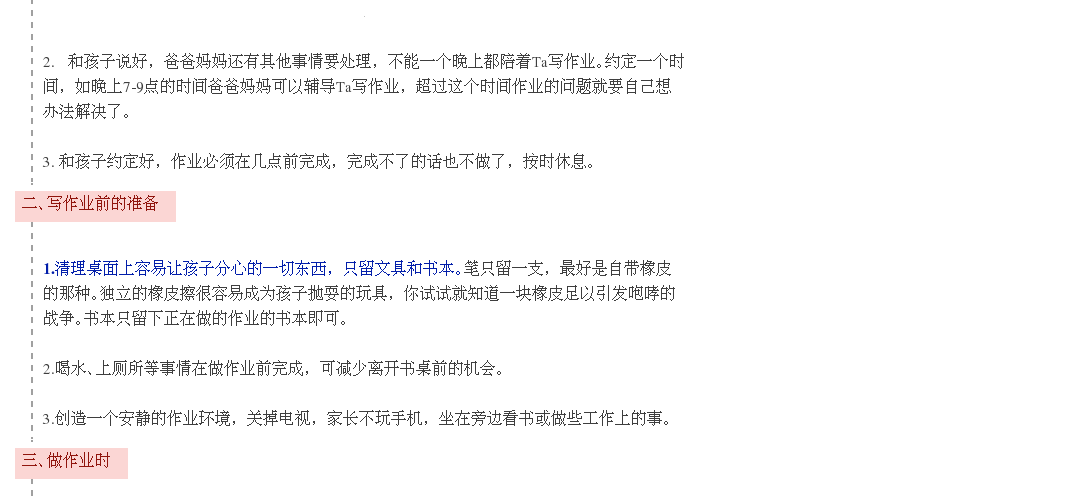 2. 和孩子说好，爸爸妈妈还有其他事情要处理，不能一个晚上都陪着Ta写作业。约定一个时
间，如晚上7-9点的时间爸爸妈妈可以辅导Ta写作业，超过这个时间作业的问题就要自己想
办法解决了。
3. 和孩子约定好，作业必须在几点前完成，完成不了的话也不做了，按时休息。
二、写作业前的准备
1.清理桌面上容易让孩子分心的一切东西，只留文具和书本。笔只留一支，最好是自带橡皮
的那种。独立的橡皮擦很容易成为孩子抛耍的玩具，你试试就知道一块橡皮足以引发咆哮的
战争。书本只留下正在做的作业的书本即可。
2.喝水、上厕所等事情在做作业前完成，可减少离开书桌前的机会。
3.创造一个安静的作业环境，关掉电视，家长不玩手机，坐在旁边看书或做些工作上的事。
三、做作业时